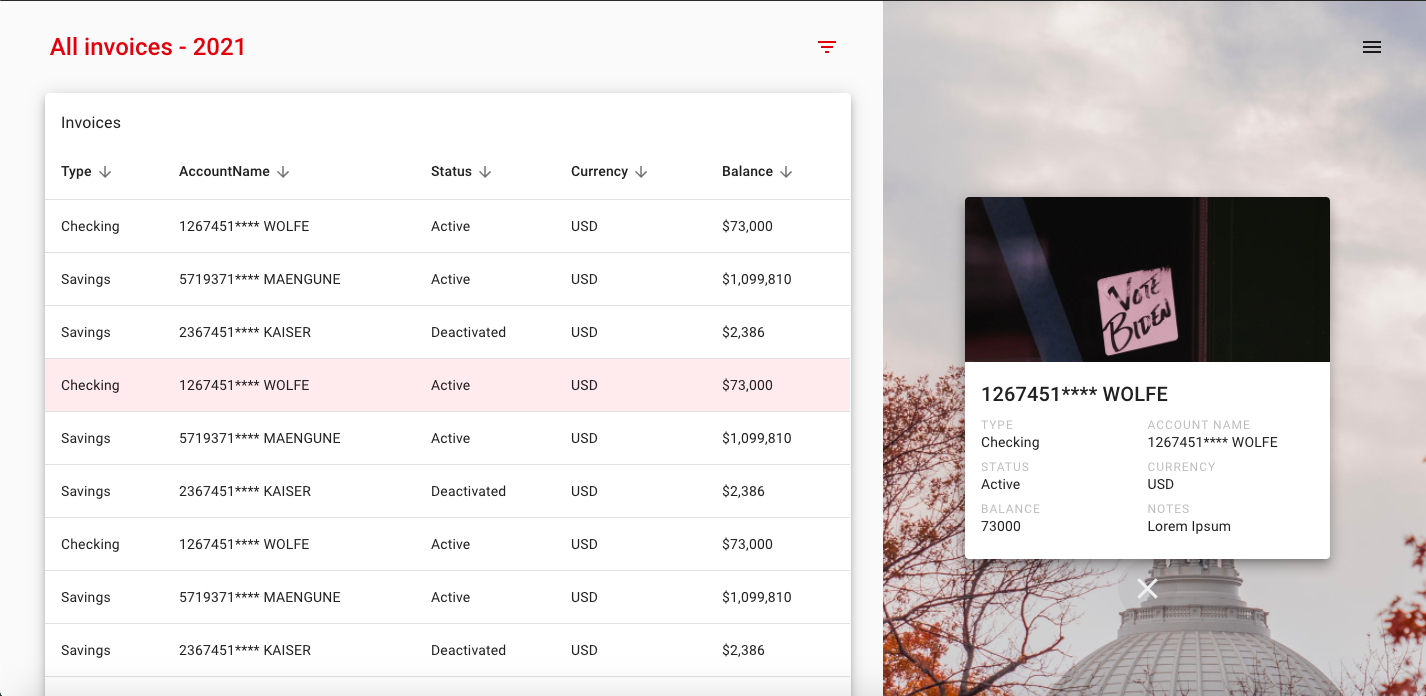 All invoices - 2021
Invoices
Type AccountName Status Currency Balance
Checking 1267451**** WOLFE Active USD $73,000
Savings 5719371**** MAENGUNE Active USD $1,099,810
Savings 2367451**** KAISER Deactivated USD $2,386
Checking 1267451**** WOLFE Active USD $73,000
Savings 5719371**** MAENGUNE Active USD $1,099,810
Savings 2367451**** KAISER Deactivated USD $2,386
Checking 1267451**** WOLFE Active USD $73,000
Savings 5719371**** MAENGUNE Active USD $1,099,810
Savings 2367451**** KAISER Deactivated USD $2,386
VOTE
BIDEN
1267451**** WOLFE
TYPE ACCOUNT NAME
Checking 1267451**** WOLFE
STATUS CURRENCY
Active USD
BALANCE NOTES
73000 Lorem Ipsum